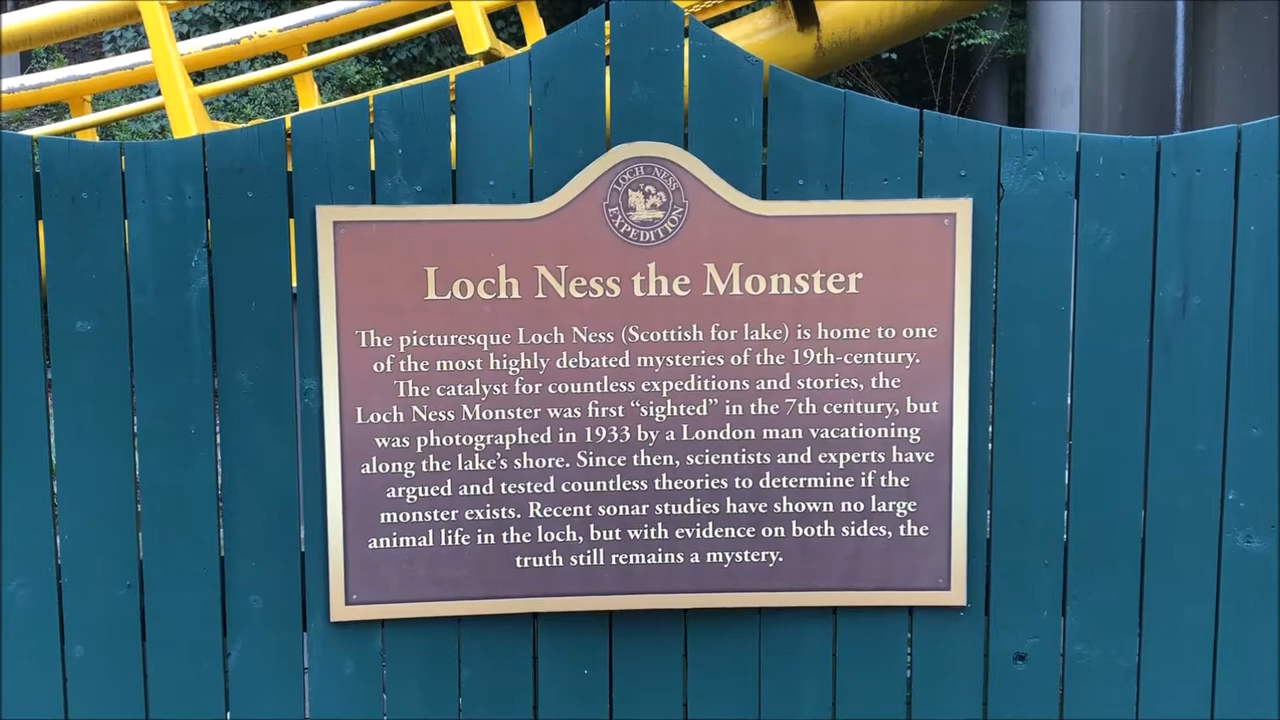 LOCH NESS
EXPEDITION
Loch Ness the Monster
The picturesque Loch Ness (Scottish for lake) is home to one
of the most highly debated mysteries of the 19th-century.
The catalyst for countless expeditions and stories, the
Loch Ness Monster was first “sighted” in the 7th century, but
was photographed in 1933 by a London man vacationing
along the lake’s shore. Since then, scientists and experts have
argued and tested countless theories to determine if the
monster exists. Recent sonar studies have shown no large
animal life in the loch, but with evidence on both sides, the
truth still remains a mystery.